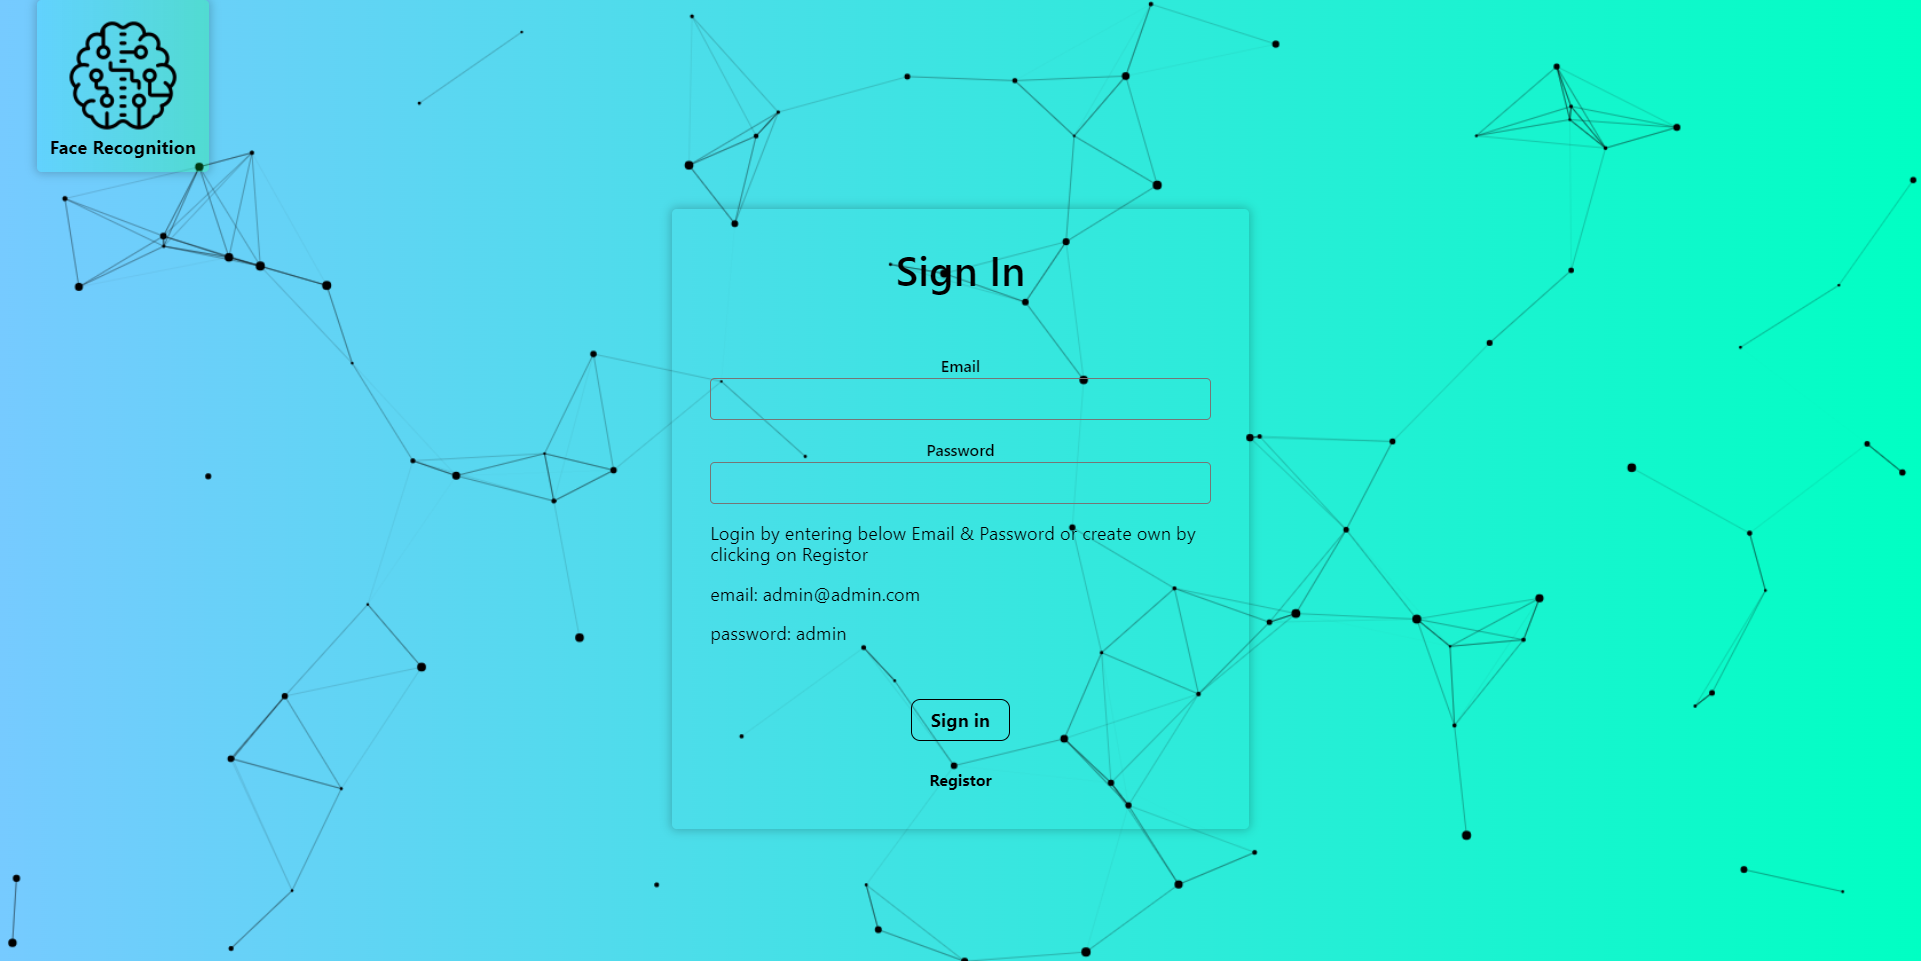 Face Recognition
Sign In
Email
Password
Login by entering below Email & Password or create own by
clicking on Registor
email: admin@admin.com
password: admin
Sign in
Registor